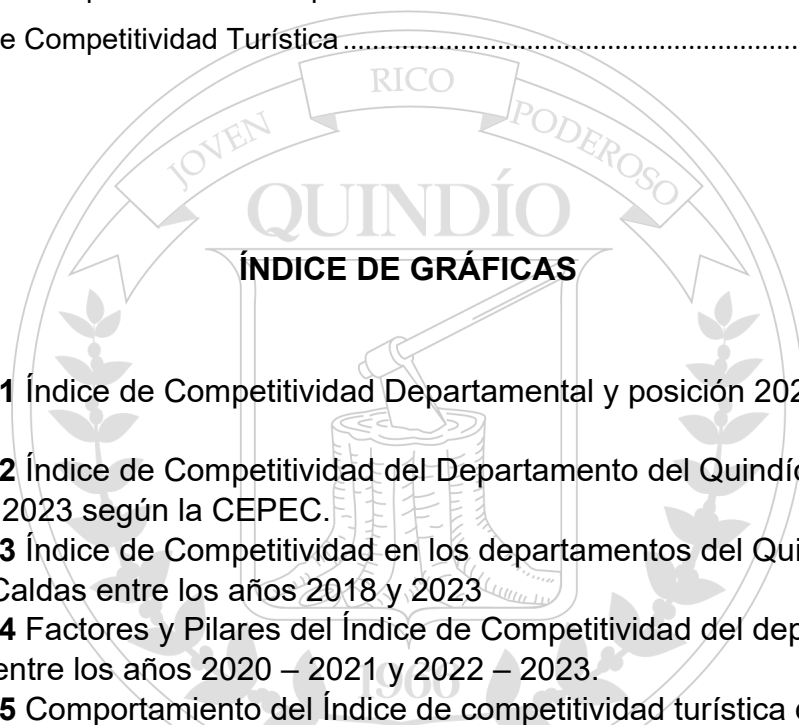 e Competitividad Turística
RICO
JOVEN
PODEROSO
QUINDÍO
ÍNDICE DE GRÁFICAS
1 Índice de Competitividad Departamental y posición 202
2 Índice de Competitividad del Departamento del Quindío
2023 según la CEPEC.
3 Índice de Competitividad en los departamentos del Qui
Caldas entre los años 2018 y 2023
4 Factores y Pilares del Índice de Competitividad del dep
entre los años 2020 – 2021 y 2022 – 2023.
1966
5 Comportamiento del Índice de competitividad turística